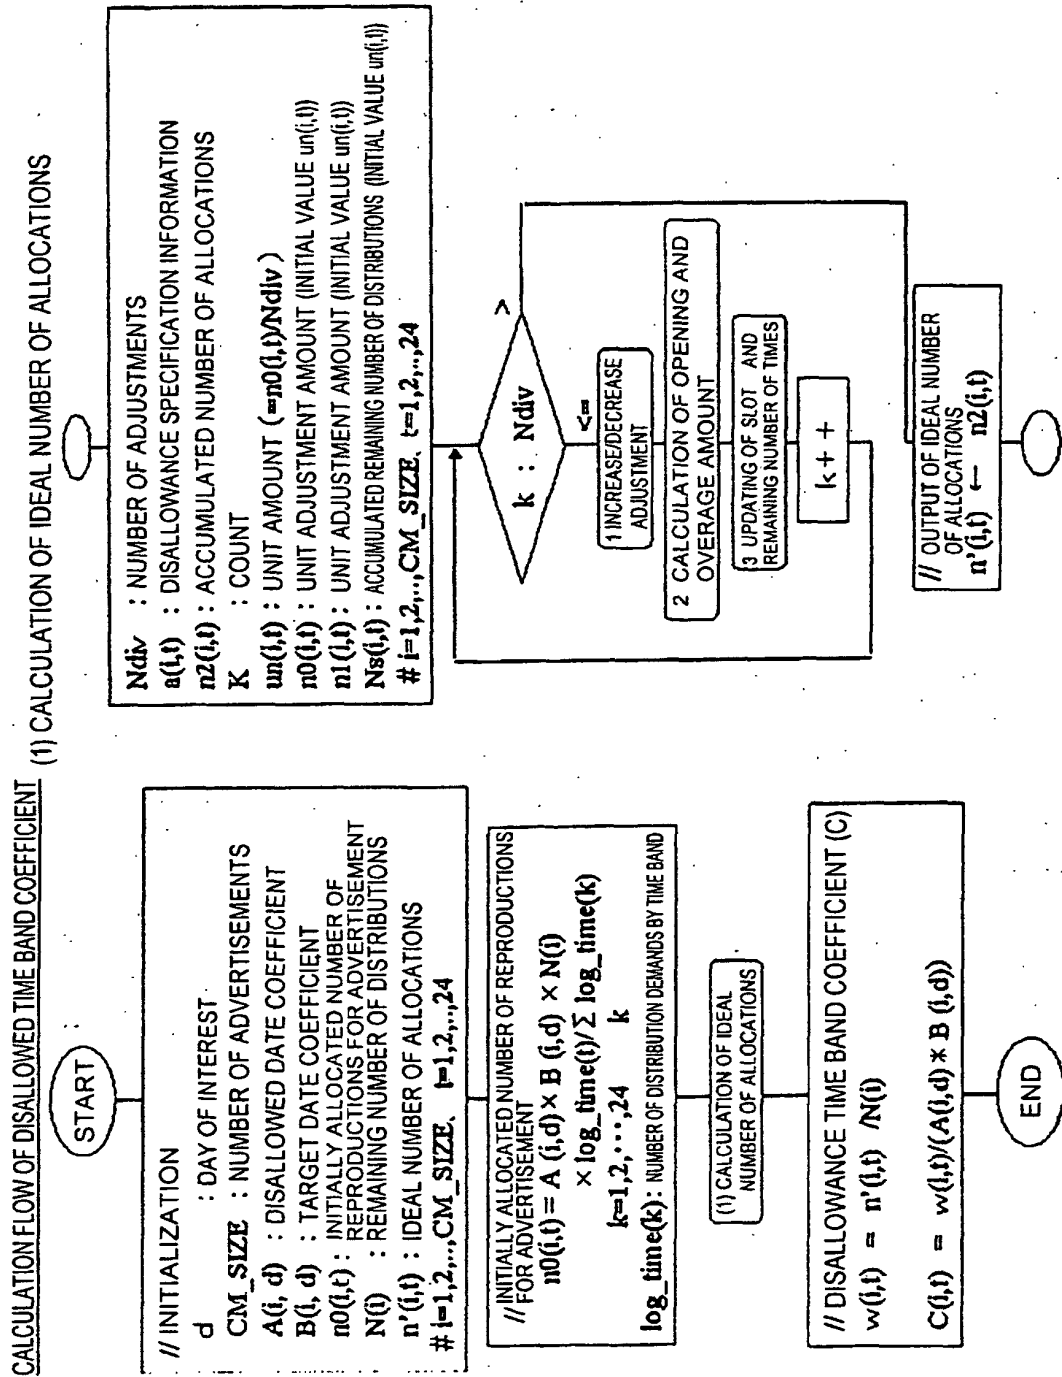 CALCULATION FLOW OF DISALLOWED TIME BAND COEFFICIENT
START
// INITIALIZATION
d : DAY OF INTEREST
CM_SIZE : NUMBER OF ADVERTISEMENTS
A(i, d) : DISALLOWED DATE COEFFICIENT
B(i, d) : TARGET DATE COEFFICIENT
n0(i,t) : INITIALLY ALLOCATED NUMBER OF
REPRODUCTIONS FOR ADVERTISEMENT
N(i) : REMAINING NUMBER OF DISTRIBUTIONS
n'(i,t) : IDEAL NUMBER OF ALLOCATIONS
# i=1,2,..,CM_SIZE、 t=1,2,..,24
// INITIALLY ALLOCATED NUMBER OF REPRODUCTIONS
FOR ADVERTISEMENT
n0(i,t) = A (i,d) × B (i,d) × N(i)
× log_time(t)/∑ log_time(k)
k=1,2,･･･,24 k
log_time(k) : NUMBER OF DISTRIBUTION DEMANDS BY TIME BAND
(1) CALCULATION OF IDEAL
NUMBER OF ALLOCATIONS
// DISALLOWANCE TIME BAND COEFFICIENT (C)
w(i,t) = n'(i,t) /N(i)
C(i,t) = w(i,t)/(A(i,d) × B (i,d))
END
(1) CALCULATION OF IDEAL NUMBER OF ALLOCATIONS
Ndiv : NUMBER OF ADJUSTMENTS
a(i,t) : DISALLOWANCE SPECIFICATION INFORMATION
n2(i,t) : ACCUMULATED NUMBER OF ALLOCATIONS
K : COUNT
un(i,t) : UNIT AMOUNT (=n0(i,t)/Ndiv )
n0(i,t) : UNIT ADJUSTMENT AMOUNT (INITIAL VALUE un(i,t))
n1(i,t) : UNIT ADJUSTMENT AMOUNT (INITIAL VALUE un(i,t))
Ns(i,t) : ACCUMULATED REMAINING NUMBER OF DISTRIBUTIONS (INITIAL VALUE un(i,t))
# i=1,2,..,CM_SIZE、 t=1,2,..,24
k : Ndiv
>
<=
1 INCREASE/DECREASE
ADJUSTMENT
2 CALCULATION OF OPENING AND
OVERAGE AMOUNT
3 UPDATING OF SLOT AND
REMAINING NUMBER OF TIMES
k + +
// OUTPUT OF IDEAL NUMBER
OF ALLOCATIONS
n'(i,t) ← n2(i,t)